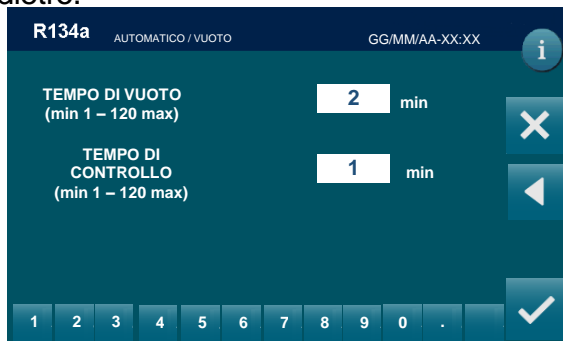 R134a AUTOMATICO / VUOTO GG/MM/AA-XX:XX
i
TEMPO DI VUOTO 2 min
(min 1 – 120 max)
TEMPO DI
CONTROLLO 1 min
(min 1 – 120 max)
1 2 3 4 5 6 7 8 9 0 .